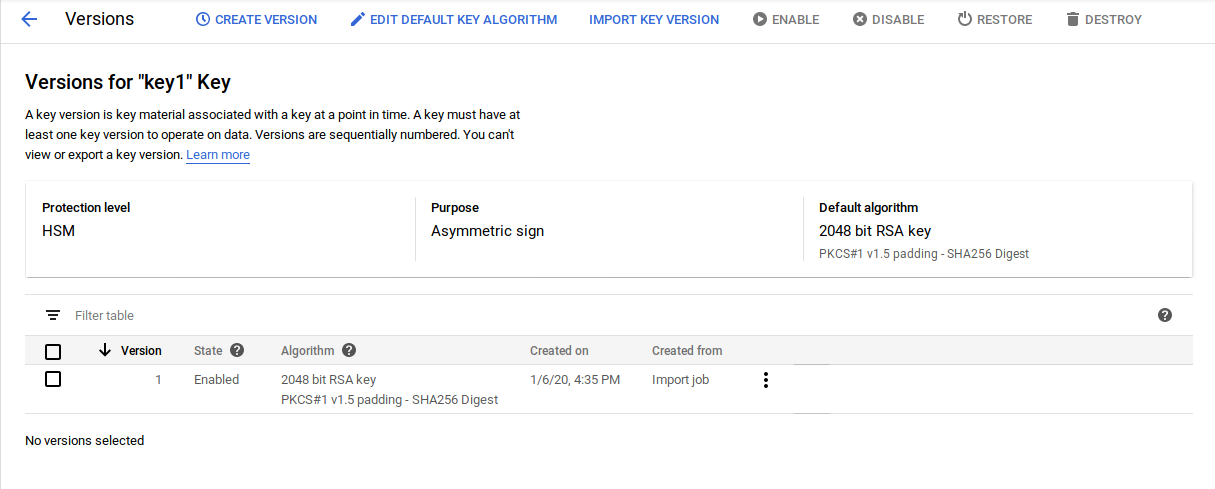 Versions CREATE VERSION EDIT DEFAULT KEY ALGORITHM IMPORT KEY VERSION ENABLE DISABLE RESTORE DESTROY
Versions for "key1" Key
A key version is key material associated with a key at a point in time. A key must have at
least one key version to operate on data. Versions are sequentially numbered. You can't
view or export a key version. Learn more
Protection level Purpose Default algorithm
HSM Asymmetric sign 2048 bit RSA key
PKCS#1 v1.5 padding - SHA256 Digest
Filter table
Version State Algorithm Created on Created from
1 Enabled 2048 bit RSA key 1/6/20, 4:35 PM Import job
PKCS#1 v1.5 padding - SHA256 Digest
No versions selected